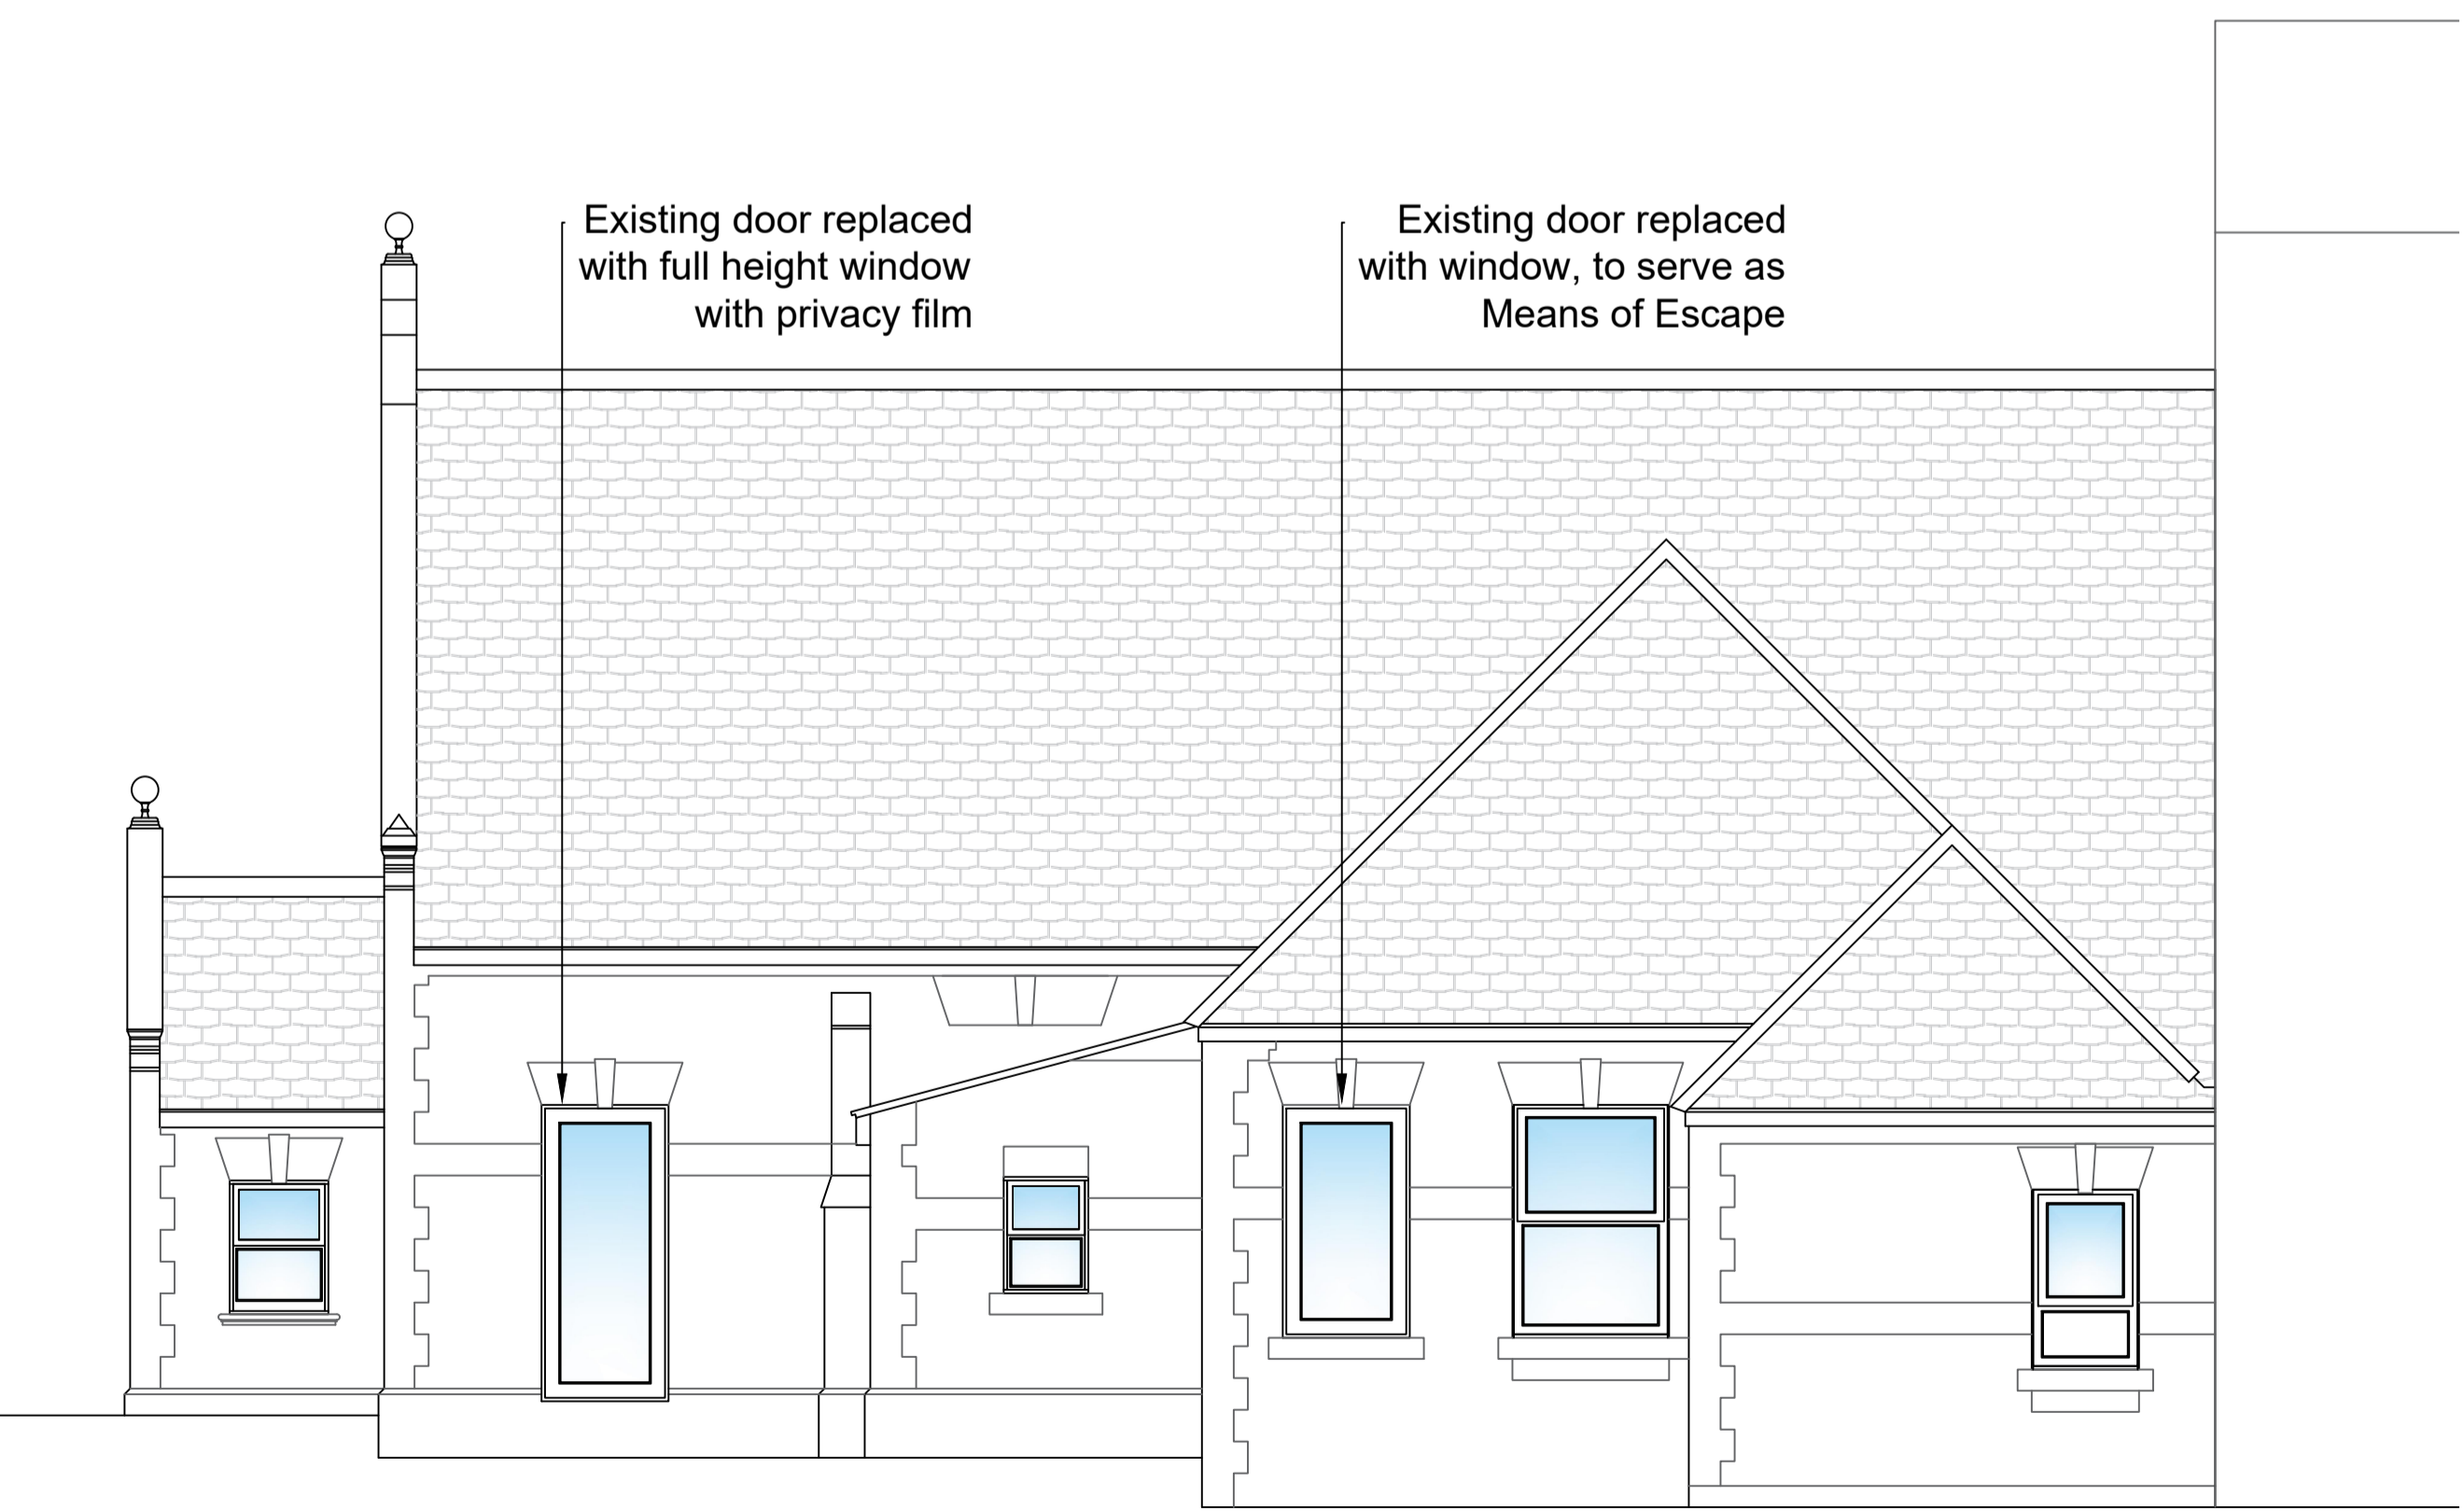 Existing door replaced
with full height window
with privacy film
Existing door replaced
with window, to serve as
Means of Escape